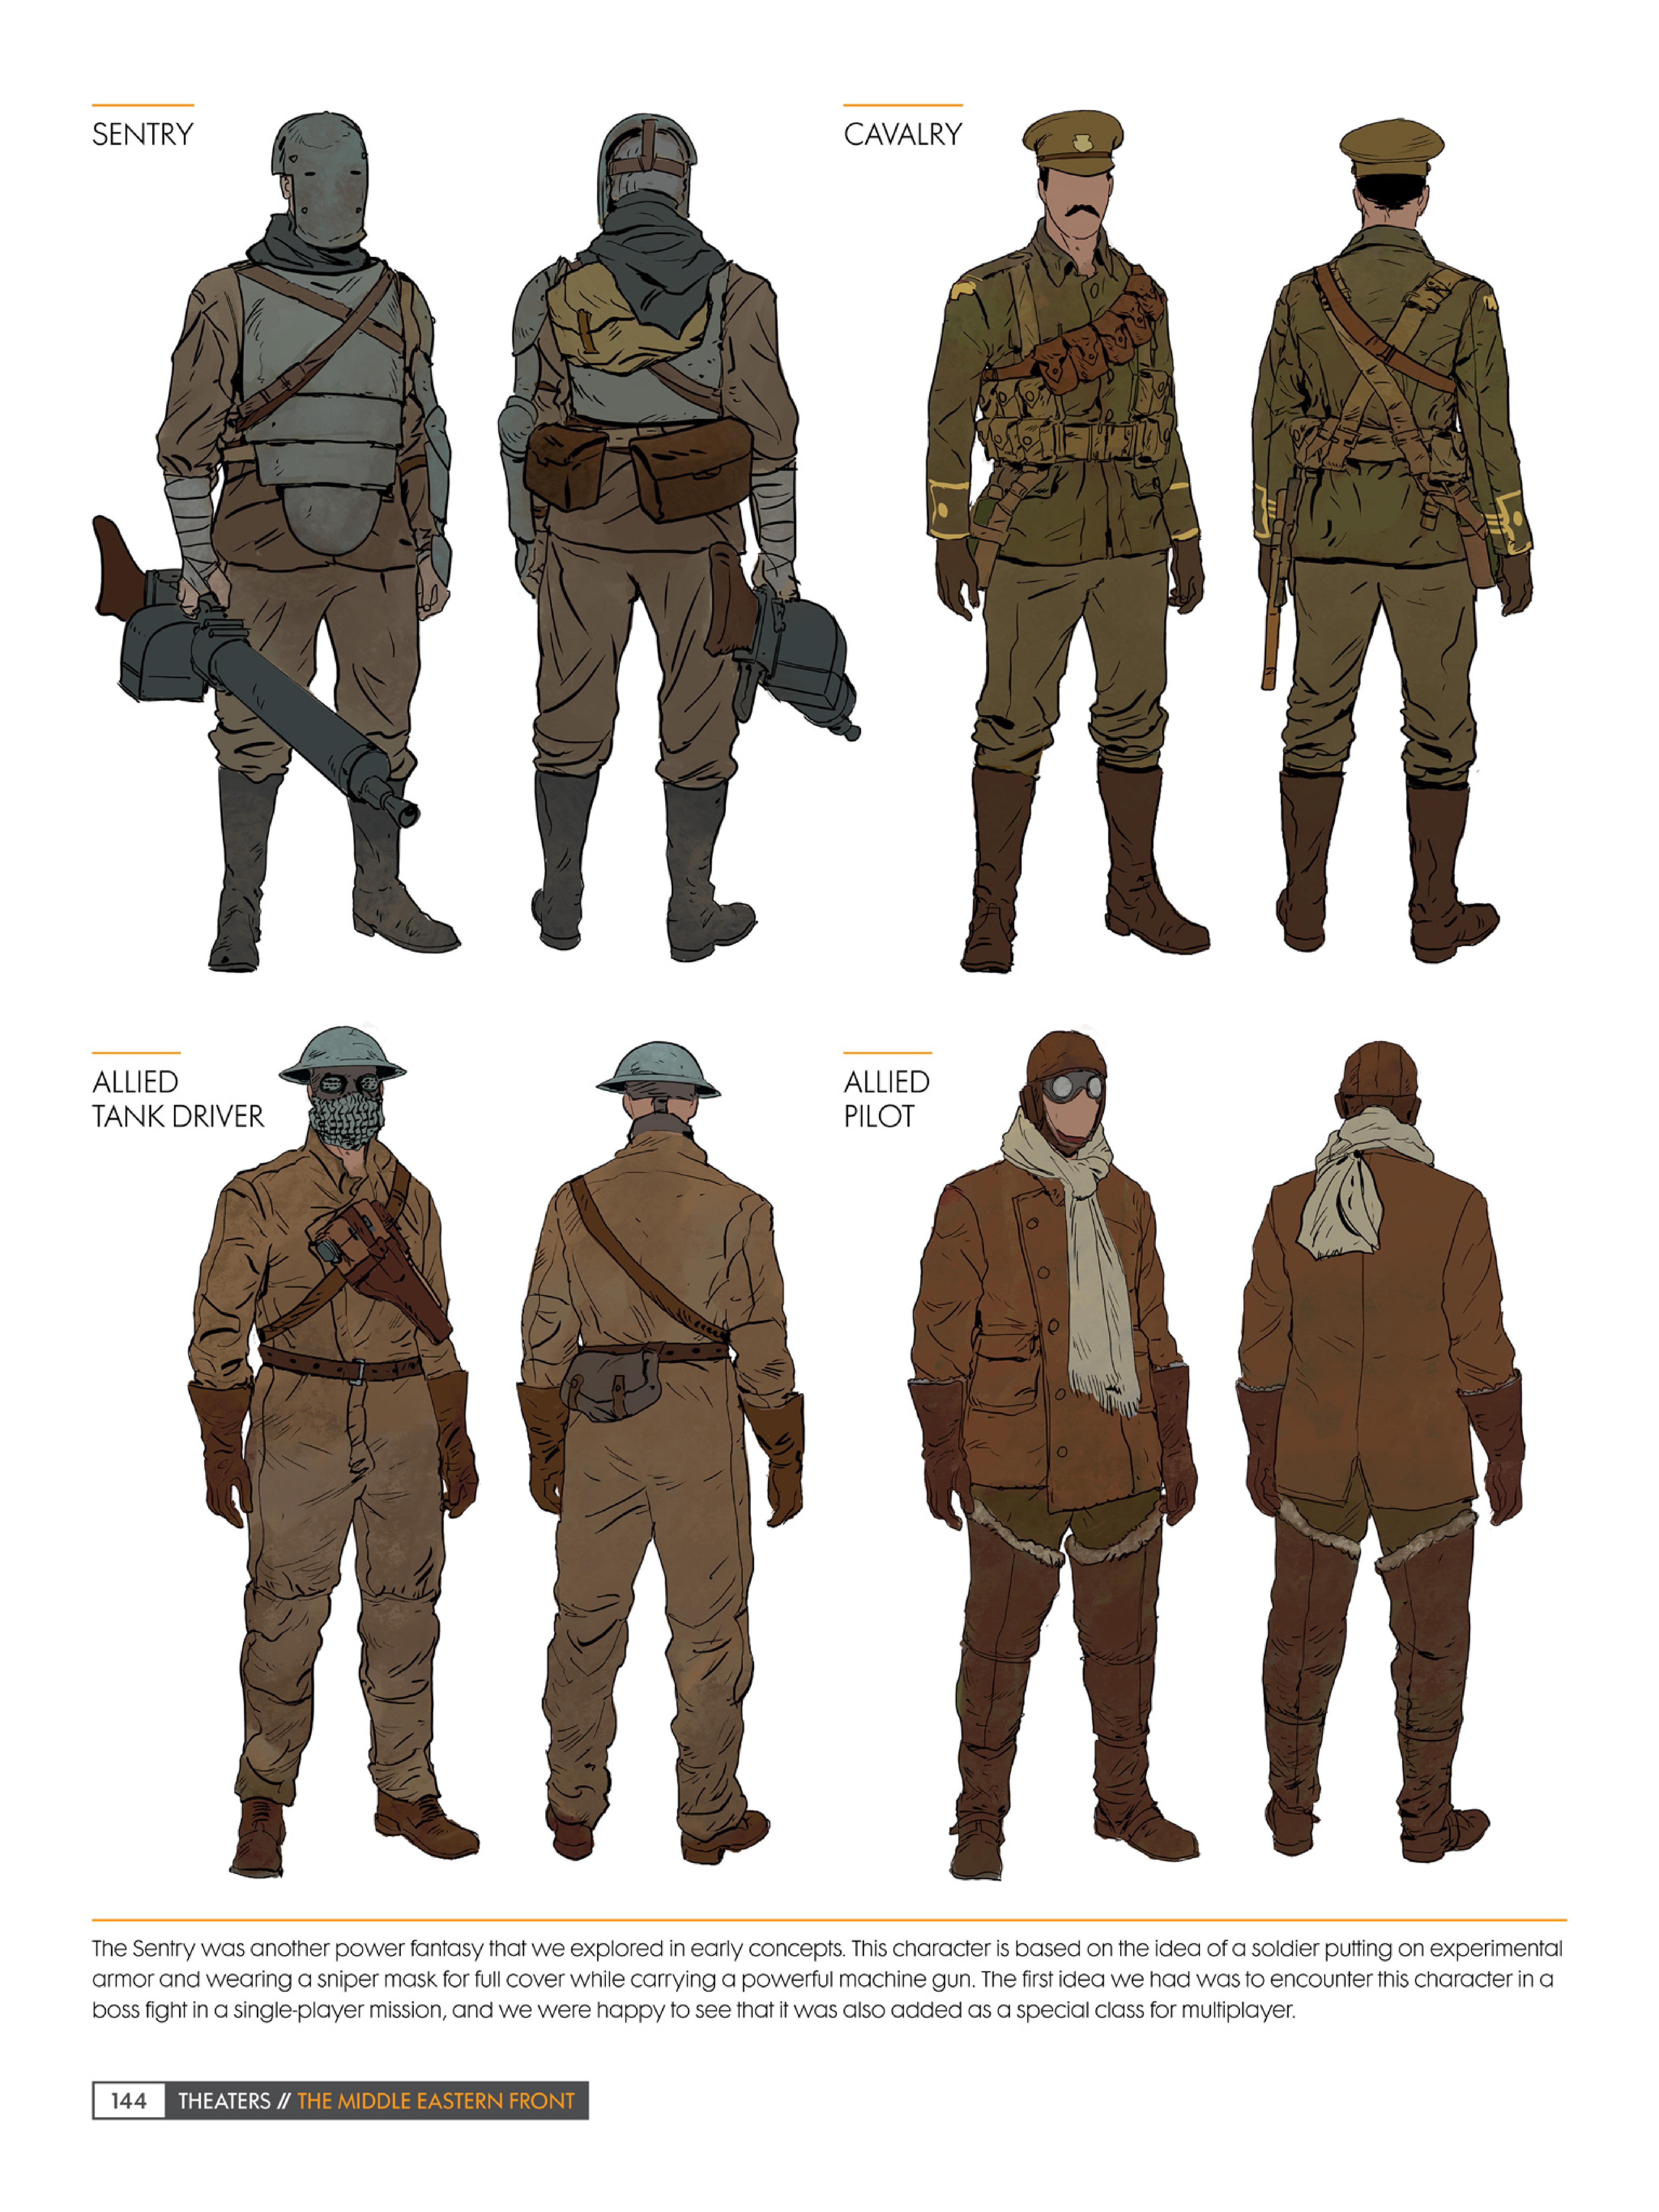 SENTRY
CAVALRY
ALLIED
TANK DRIVER
ALLIED
PILOT
The Sentry was another power fantasy that we explored in early concepts. This character is based on the idea of a soldier putting on experimental
armor and wearing a sniper mask for full cover while carrying a powerful machine gun. The first idea we had was to encounter this character in a
boss fight in a single-player mission, and we were happy to see that it was also added as a special class for multiplayer.
144 THEATERS // THE MIDDLE EASTERN FRONT